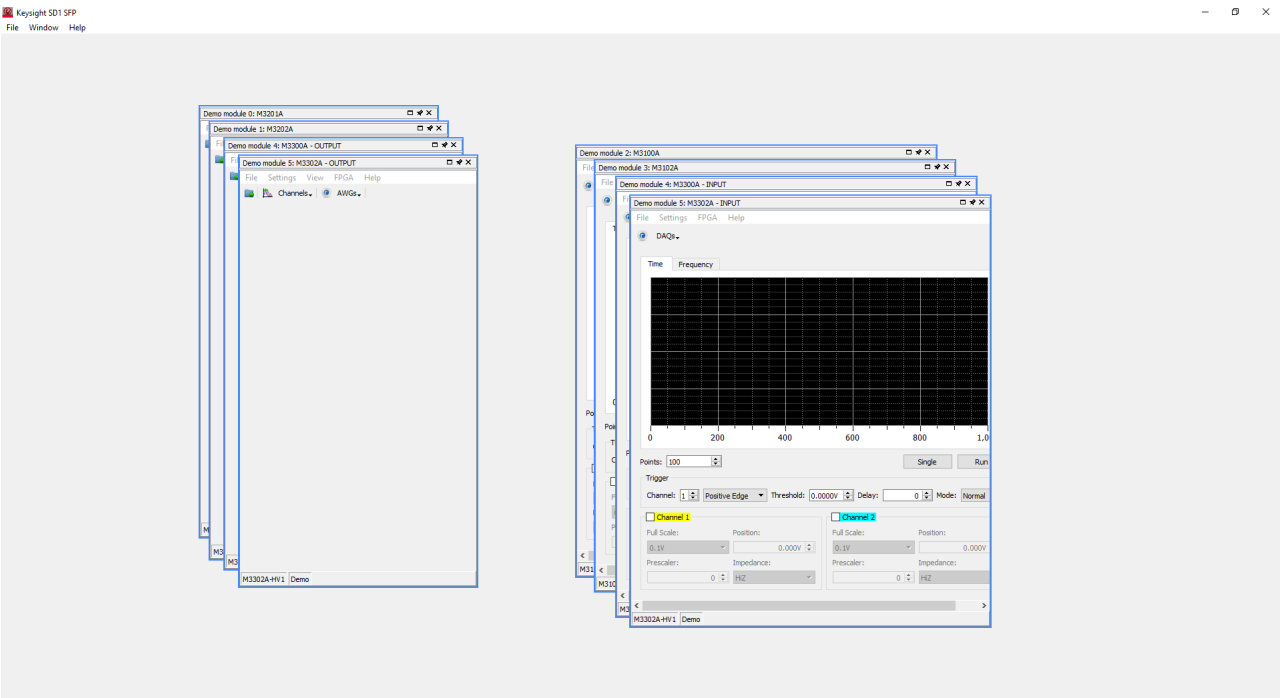 Keysight SD1 SFP
File Window Help
Demo module 0: M3201A
Demo module 1: M3202A
Demo module 4: M3300A - OUTPUT
Demo module 5: M3302A - OUTPUT
File Settings View FPGA Help
Channels AWGs
M3302A-HV1 Demo
Demo module 2: M3100A
Demo module 3: M3102A
Demo module 4: M3300A - INPUT
Demo module 5: M3302A - INPUT
File Settings FPGA Help
DAQs
Time Frequency
0 200 400 600 800 1,0
Points: 100 Single Run
Trigger
Channel: 1 Positive Edge Threshold: 0.0000V Delay: 0 Mode: Normal
Channel 1 Channel 2
Full Scale: Position: Full Scale: Position:
0.1V 0.000V 0.1V 0.000V
Prescaler: Impedance: Prescaler: Impedance:
0 HiZ 0 HiZ
M3302A-HV1 Demo